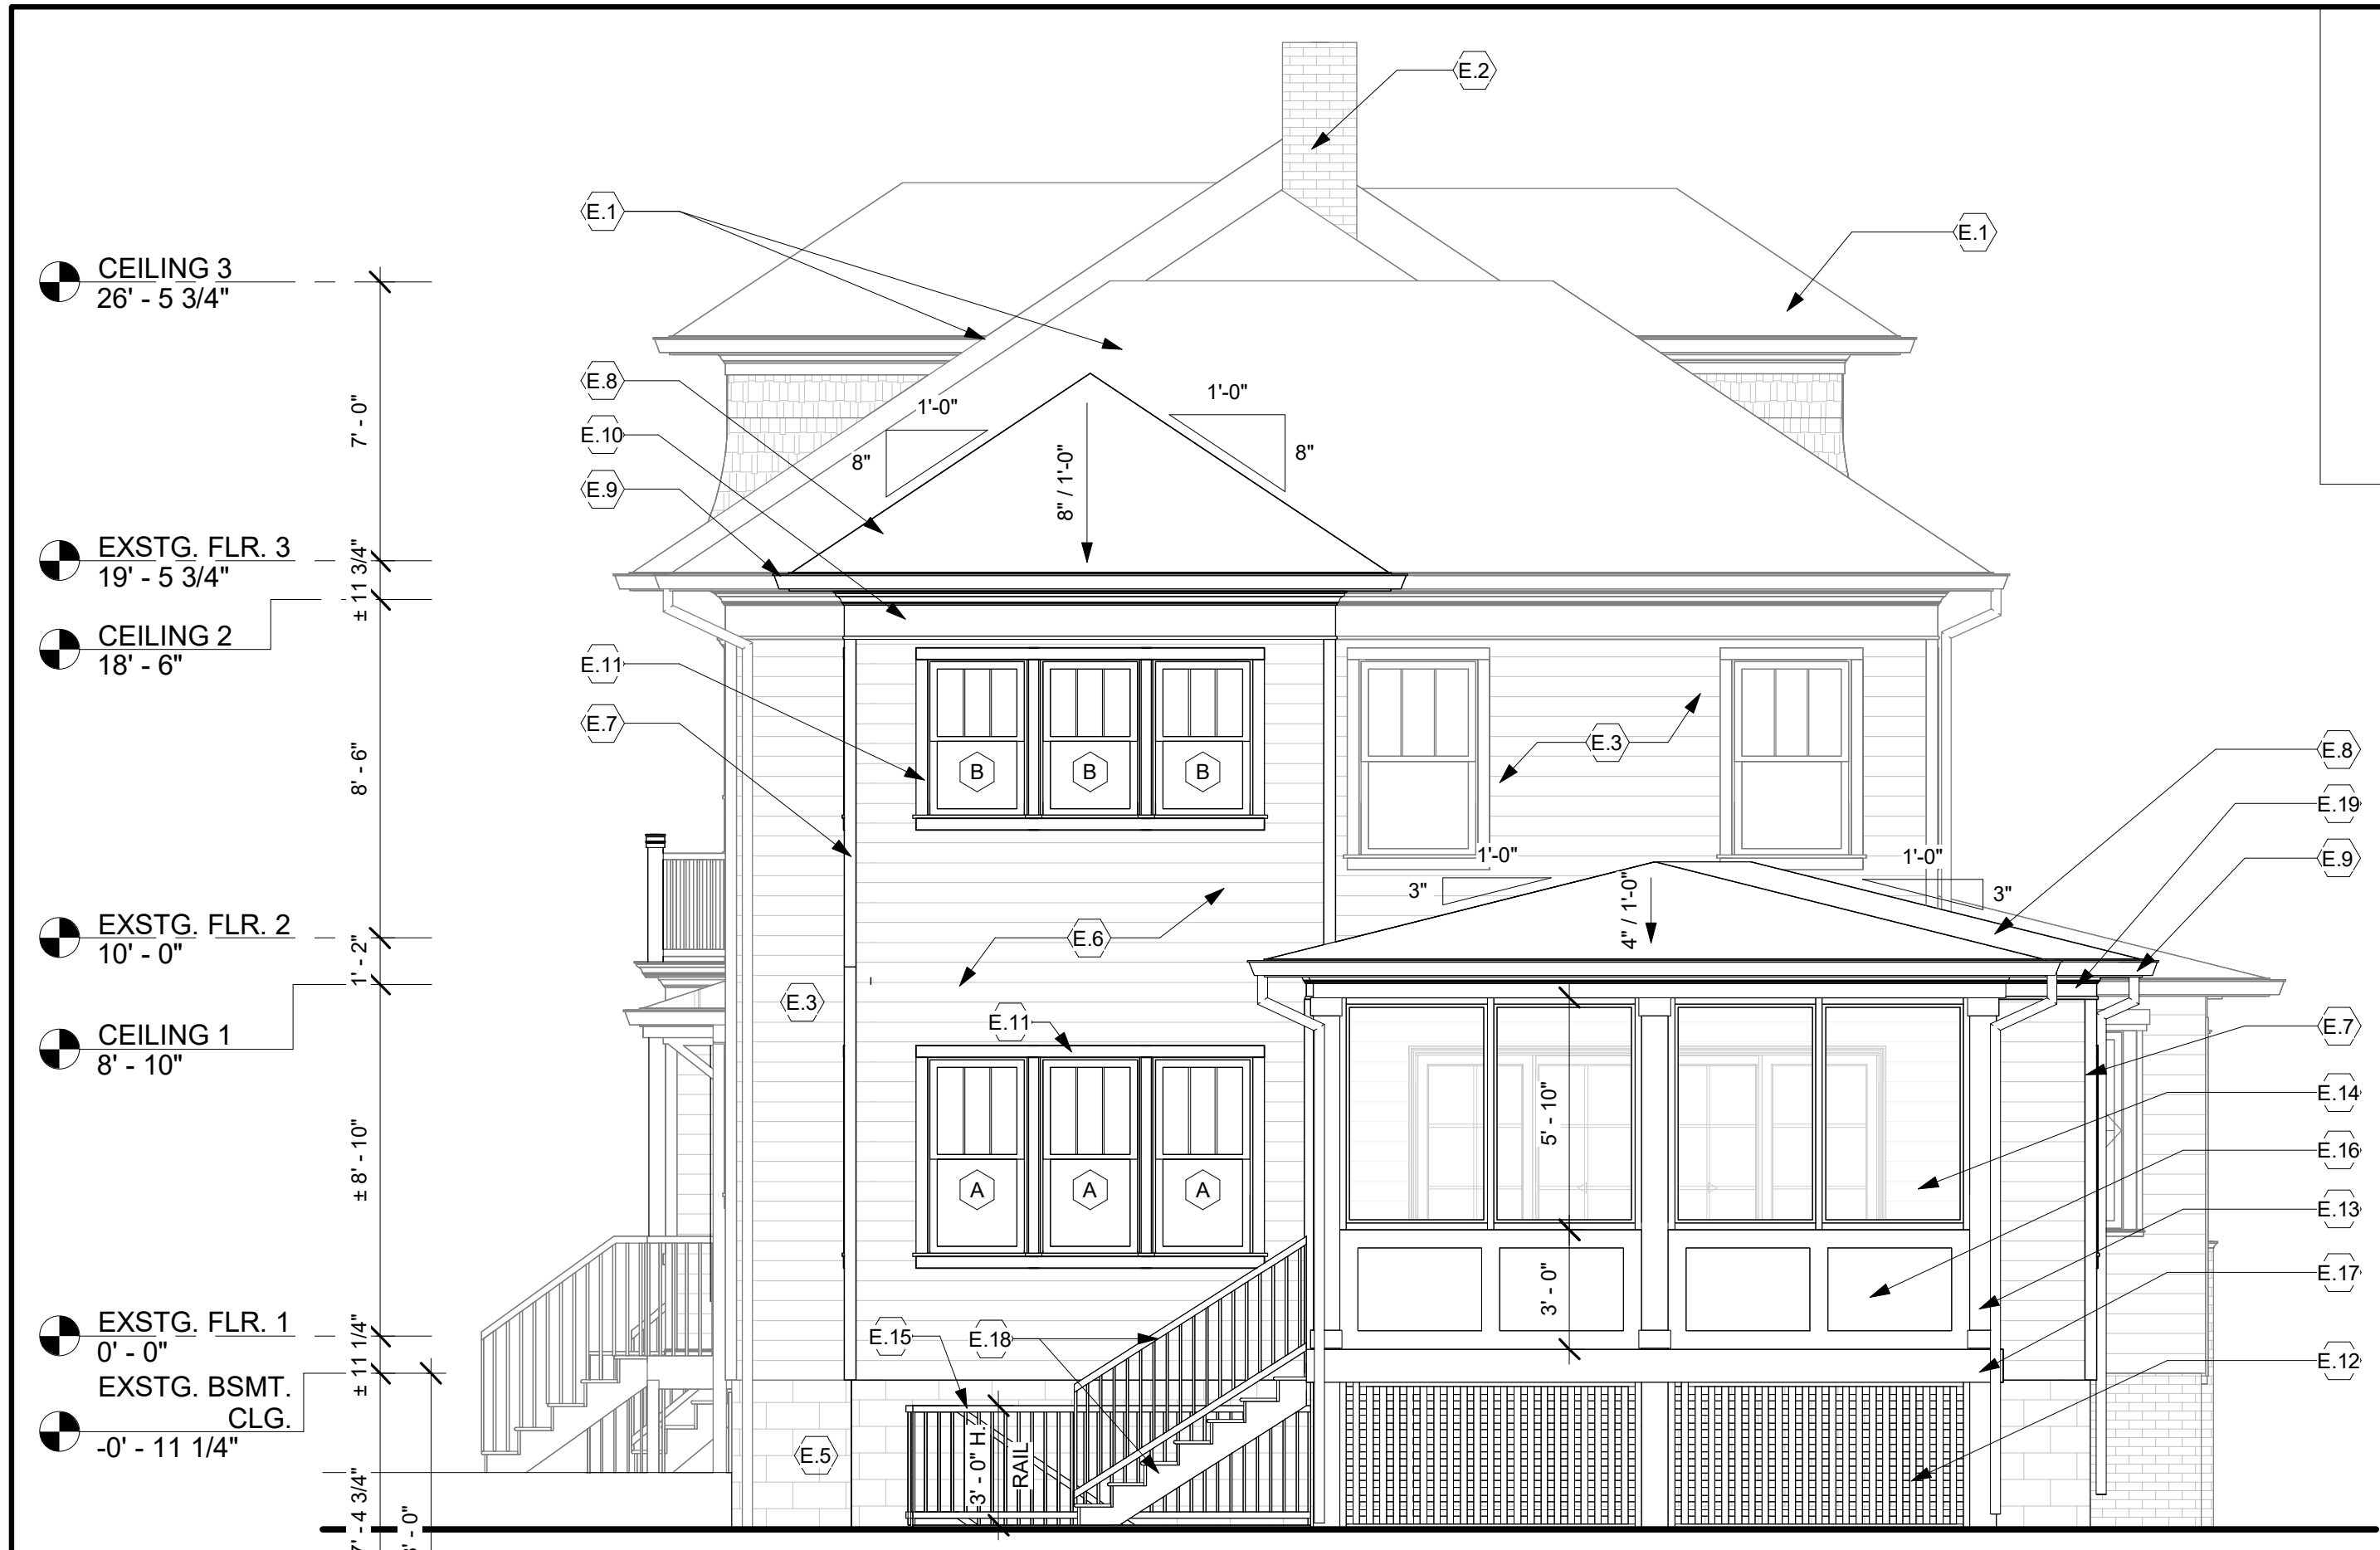 E.2
E.1
E.1
CEILING 3
26' - 5 3/4"
7' - 0"
E.8
E.10
E.9
1'-0"
8"
8" / 1'-0"
1'-0"
8"
EXSTG. FLR. 3
19' - 5 3/4"
± 11 3/4"
CEILING 2
18' - 6"
E.11
E.7
8' - 6"
B
B
B
E.3
E.8
E.19
E.9
1'-0"
3"
4" / 1'-0"
1'-0"
3"
EXSTG. FLR. 2
10' - 0"
1' - 2"
E.6
E.3
E.11
CEILING 1
8' - 10"
± 8' - 10"
A
A
A
5' - 10"
3' - 0"
E.7
E.14
E.16
E.13
E.17
E.12
EXSTG. FLR. 1
0' - 0"
± 11 1/4"
EXSTG. BSMT.
CLG.
-0' - 11 1/4"
E.15
E.18
E.5
3' - 0" H.
RAIL
7' - 4 3/4"